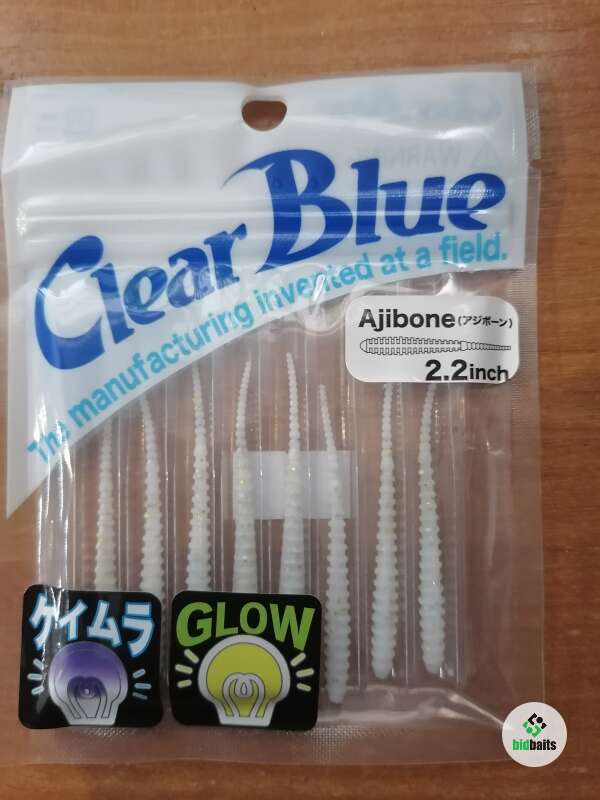 Clear Blue
The manufacturing invented at a field.
Ajibone(アジボーン)
2.2inch
ケイムラ
GLOW
bidbaits